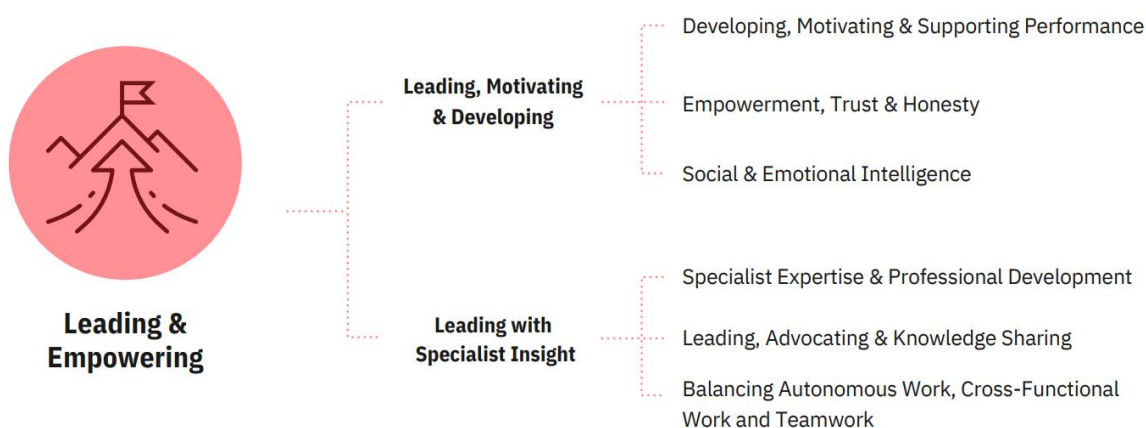 Leading &
Empowering
Leading, Motivating
& Developing
Developing, Motivating & Supporting Performance
Empowerment, Trust & Honesty
Social & Emotional Intelligence
Leading with
Specialist Insight
Specialist Expertise & Professional Development
Leading, Advocating & Knowledge Sharing
Balancing Autonomous Work, Cross-Functional
Work and Teamwork